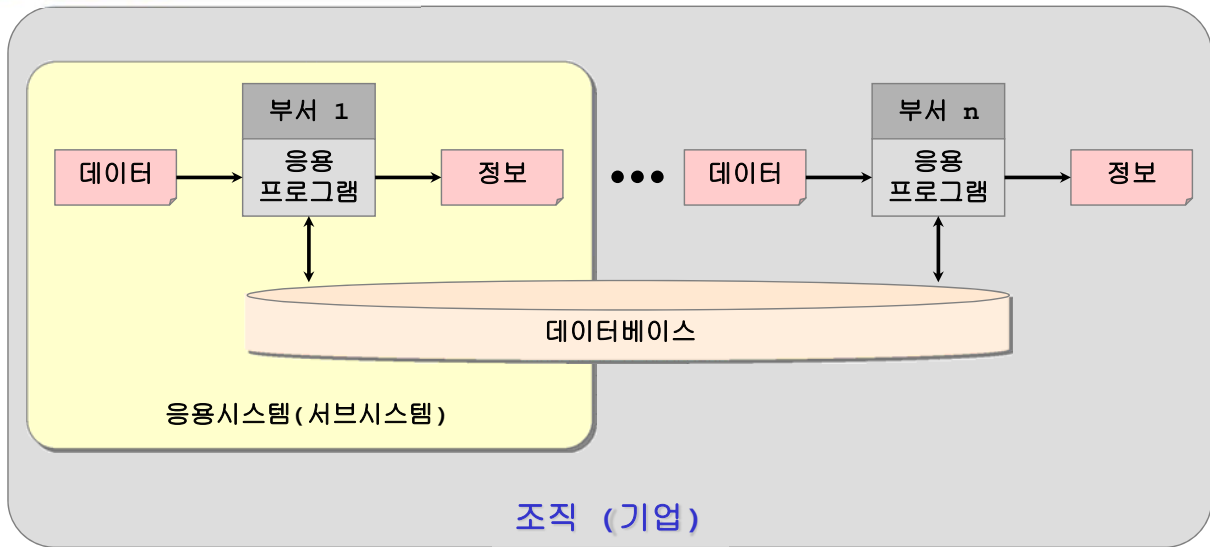 부서 1
응용
프로그램
데이터
정보
부서 n
응용
프로그램
데이터
정보
데이터베이스
응용시스템(서브시스템)
조직 (기업)